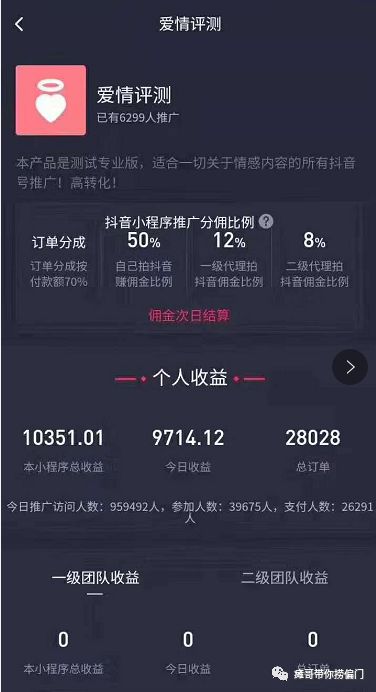 爱情评测
爱情评测
已有6299人推广
本产品是测试专业版，适合一切关于情感内容的所有抖音
号推广！高转化！
抖音小程序推广分佣比例 ?
订单分成 50% 12% 8%
订单分成按 自己拍抖音 一级代理拍 二级代理拍
付款额70% 赚佣金比例 抖音佣金比例 抖音佣金比例
佣金次日结算
个人收益
10351.01 9714.12 28028
本小程序总收益 今日收益 总订单
今日推广访问人数：959492人，参加人数：39675人，支付人数：26291
人
一级团队收益 二级团队收益
0 0 0
本小程序总收益 今日收益 总订单
瘫哥带你捞偏门